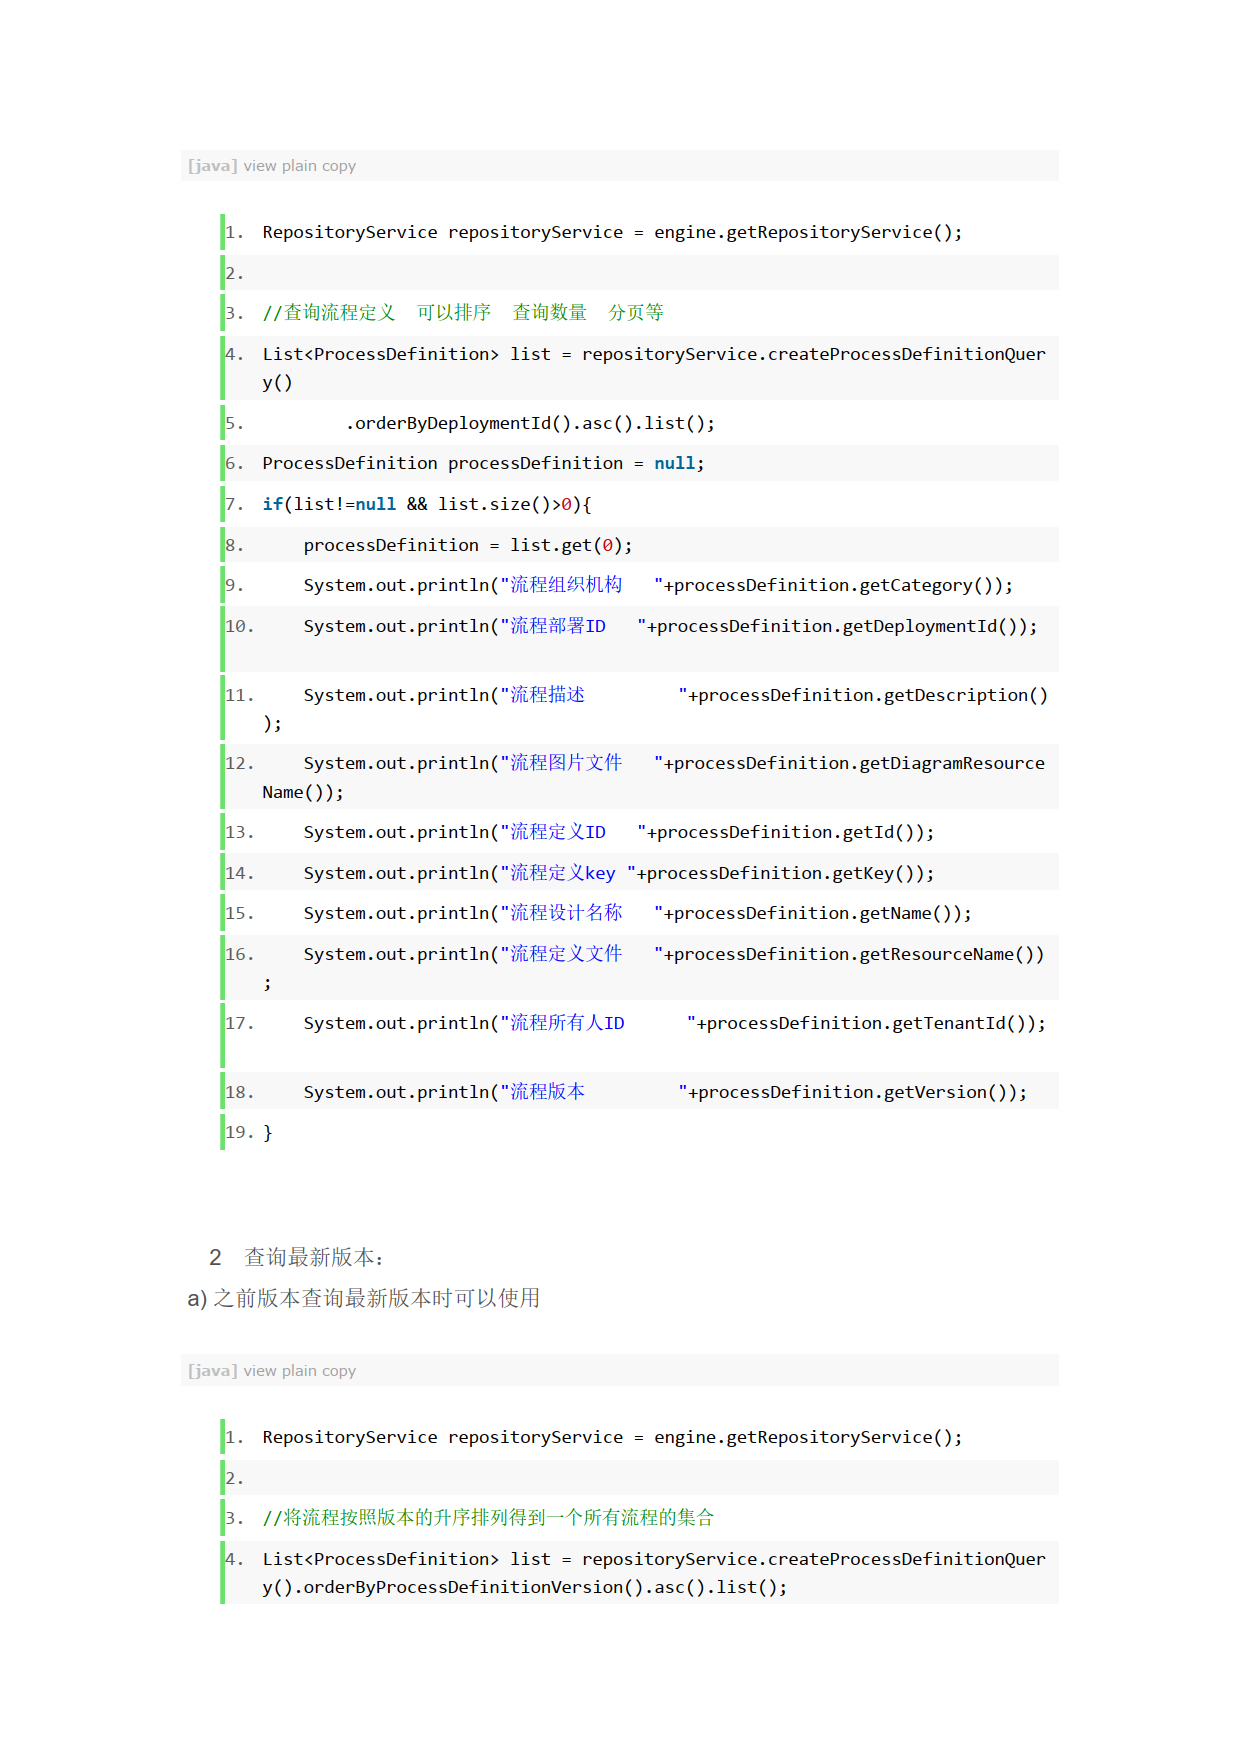 [java] view plain copy
1. RepositoryService repositoryService = engine.getRepositoryService();
2.
3. //查询流程定义  可以排序  查询数量  分页等
4. List<ProcessDefinition> list = repositoryService.createProcessDefinitionQuer
y()
5.         .orderByDeploymentId().asc().list();
6. ProcessDefinition processDefinition = null;
7. if(list!=null && list.size()>0){
8.     processDefinition = list.get(0);
9.     System.out.println("流程组织机构   "+processDefinition.getCategory());
10.     System.out.println("流程部署ID   "+processDefinition.getDeploymentId());
11.     System.out.println("流程描述         "+processDefinition.getDescription()
);
12.     System.out.println("流程图片文件   "+processDefinition.getDiagramResource
Name());
13.     System.out.println("流程定义ID   "+processDefinition.getId());
14.     System.out.println("流程定义key "+processDefinition.getKey());
15.     System.out.println("流程设计名称   "+processDefinition.getName());
16.     System.out.println("流程定义文件   "+processDefinition.getResourceName())
;
17.     System.out.println("流程所有人ID      "+processDefinition.getTenantId());
18.     System.out.println("流程版本         "+processDefinition.getVersion());
19. }
2  查询最新版本：
a) 之前版本查询最新版本时可以使用
[java] view plain copy
1. RepositoryService repositoryService = engine.getRepositoryService();
2.
3. //将流程按照版本的升序排列得到一个所有流程的集合
4. List<ProcessDefinition> list = repositoryService.createProcessDefinitionQuer
y().orderByProcessDefinitionVersion().asc().list();